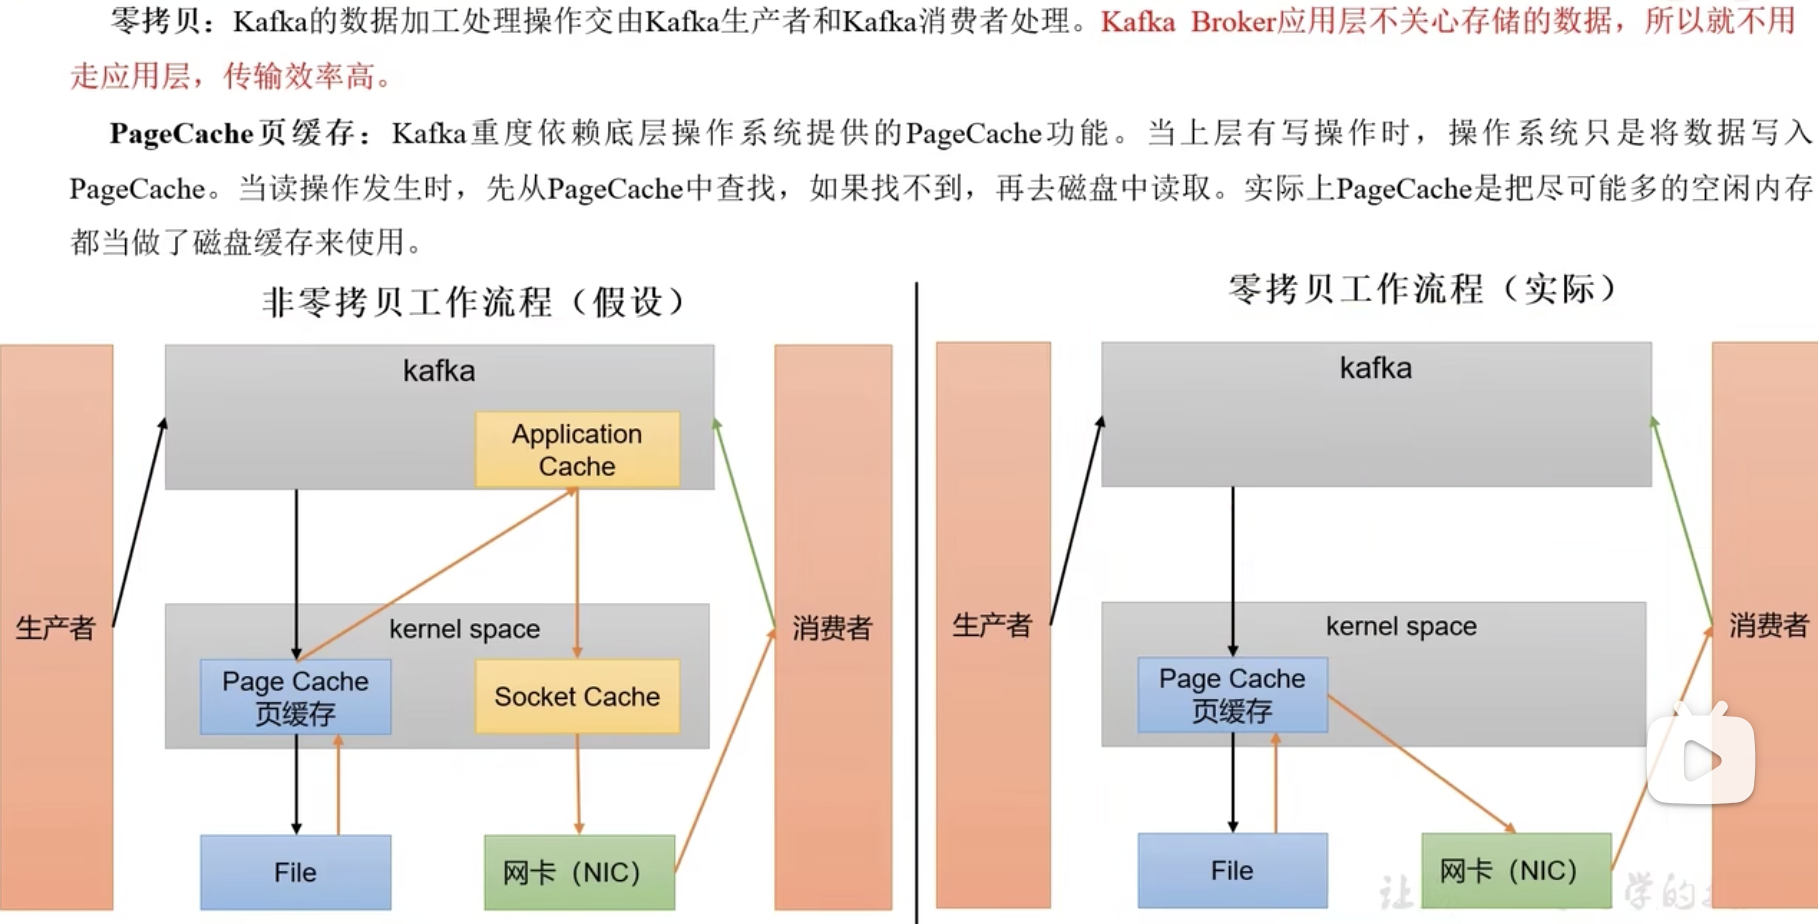 零拷贝：Kafka的数据加工处理操作交由Kafka生产者和Kafka消费者处理。Kafka Broker应用层不关心存储的数据，所以就不用
走应用层，传输效率高。
PageCache页缓存：Kafka重度依赖底层操作系统提供的PageCache功能。当上层有写操作时，操作系统只是将数据写入
PageCache。当读操作发生时，先从PageCache中查找，如果找不到，再去磁盘中读取。实际上PageCache是把尽可能多的空闲内存
都当做了磁盘缓存来使用。
非零拷贝工作流程（假设）
kafka
Application
Cache
生产者
kernel space
消费者
Page Cache
页缓存
Socket Cache
File
网卡（NIC）
零拷贝工作流程（实际）
kafka
生产者
kernel space
消费者
Page Cache
页缓存
File
网卡（NIC）
让
学的